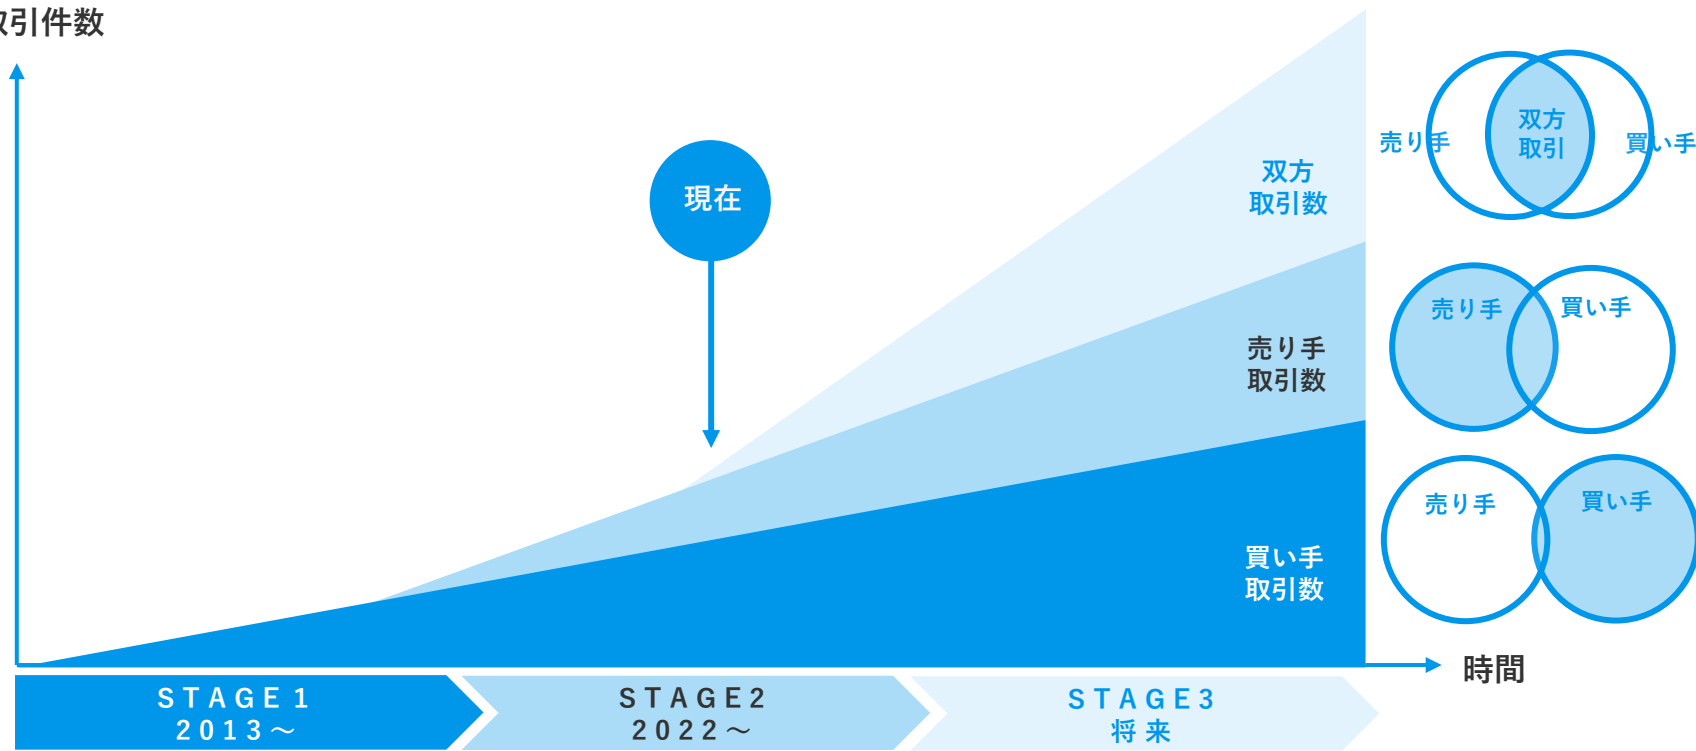 取引件数
現在
双方
取引数
売り手
取引数
買い手
取引数
売り手
双方
取引
買い手
売り手
買い手
売り手
買い手
時間
STAGE1
2013～
STAGE2
2022～
STAGE3
将来